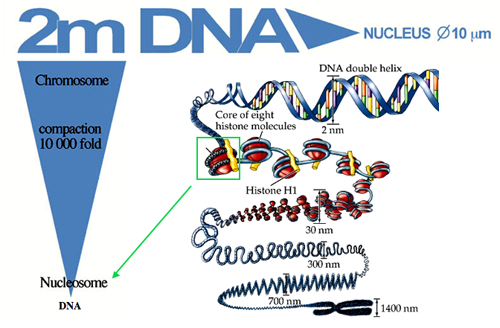 2m DNA
NUCLEUS Ø10 µm
Chromosome
compaction
10 000 fold
Nucleosome
DNA
DNA double helix
2 nm
Core of eight
histone molecules
Histone H1
30 nm
300 nm
700 nm
1400 nm